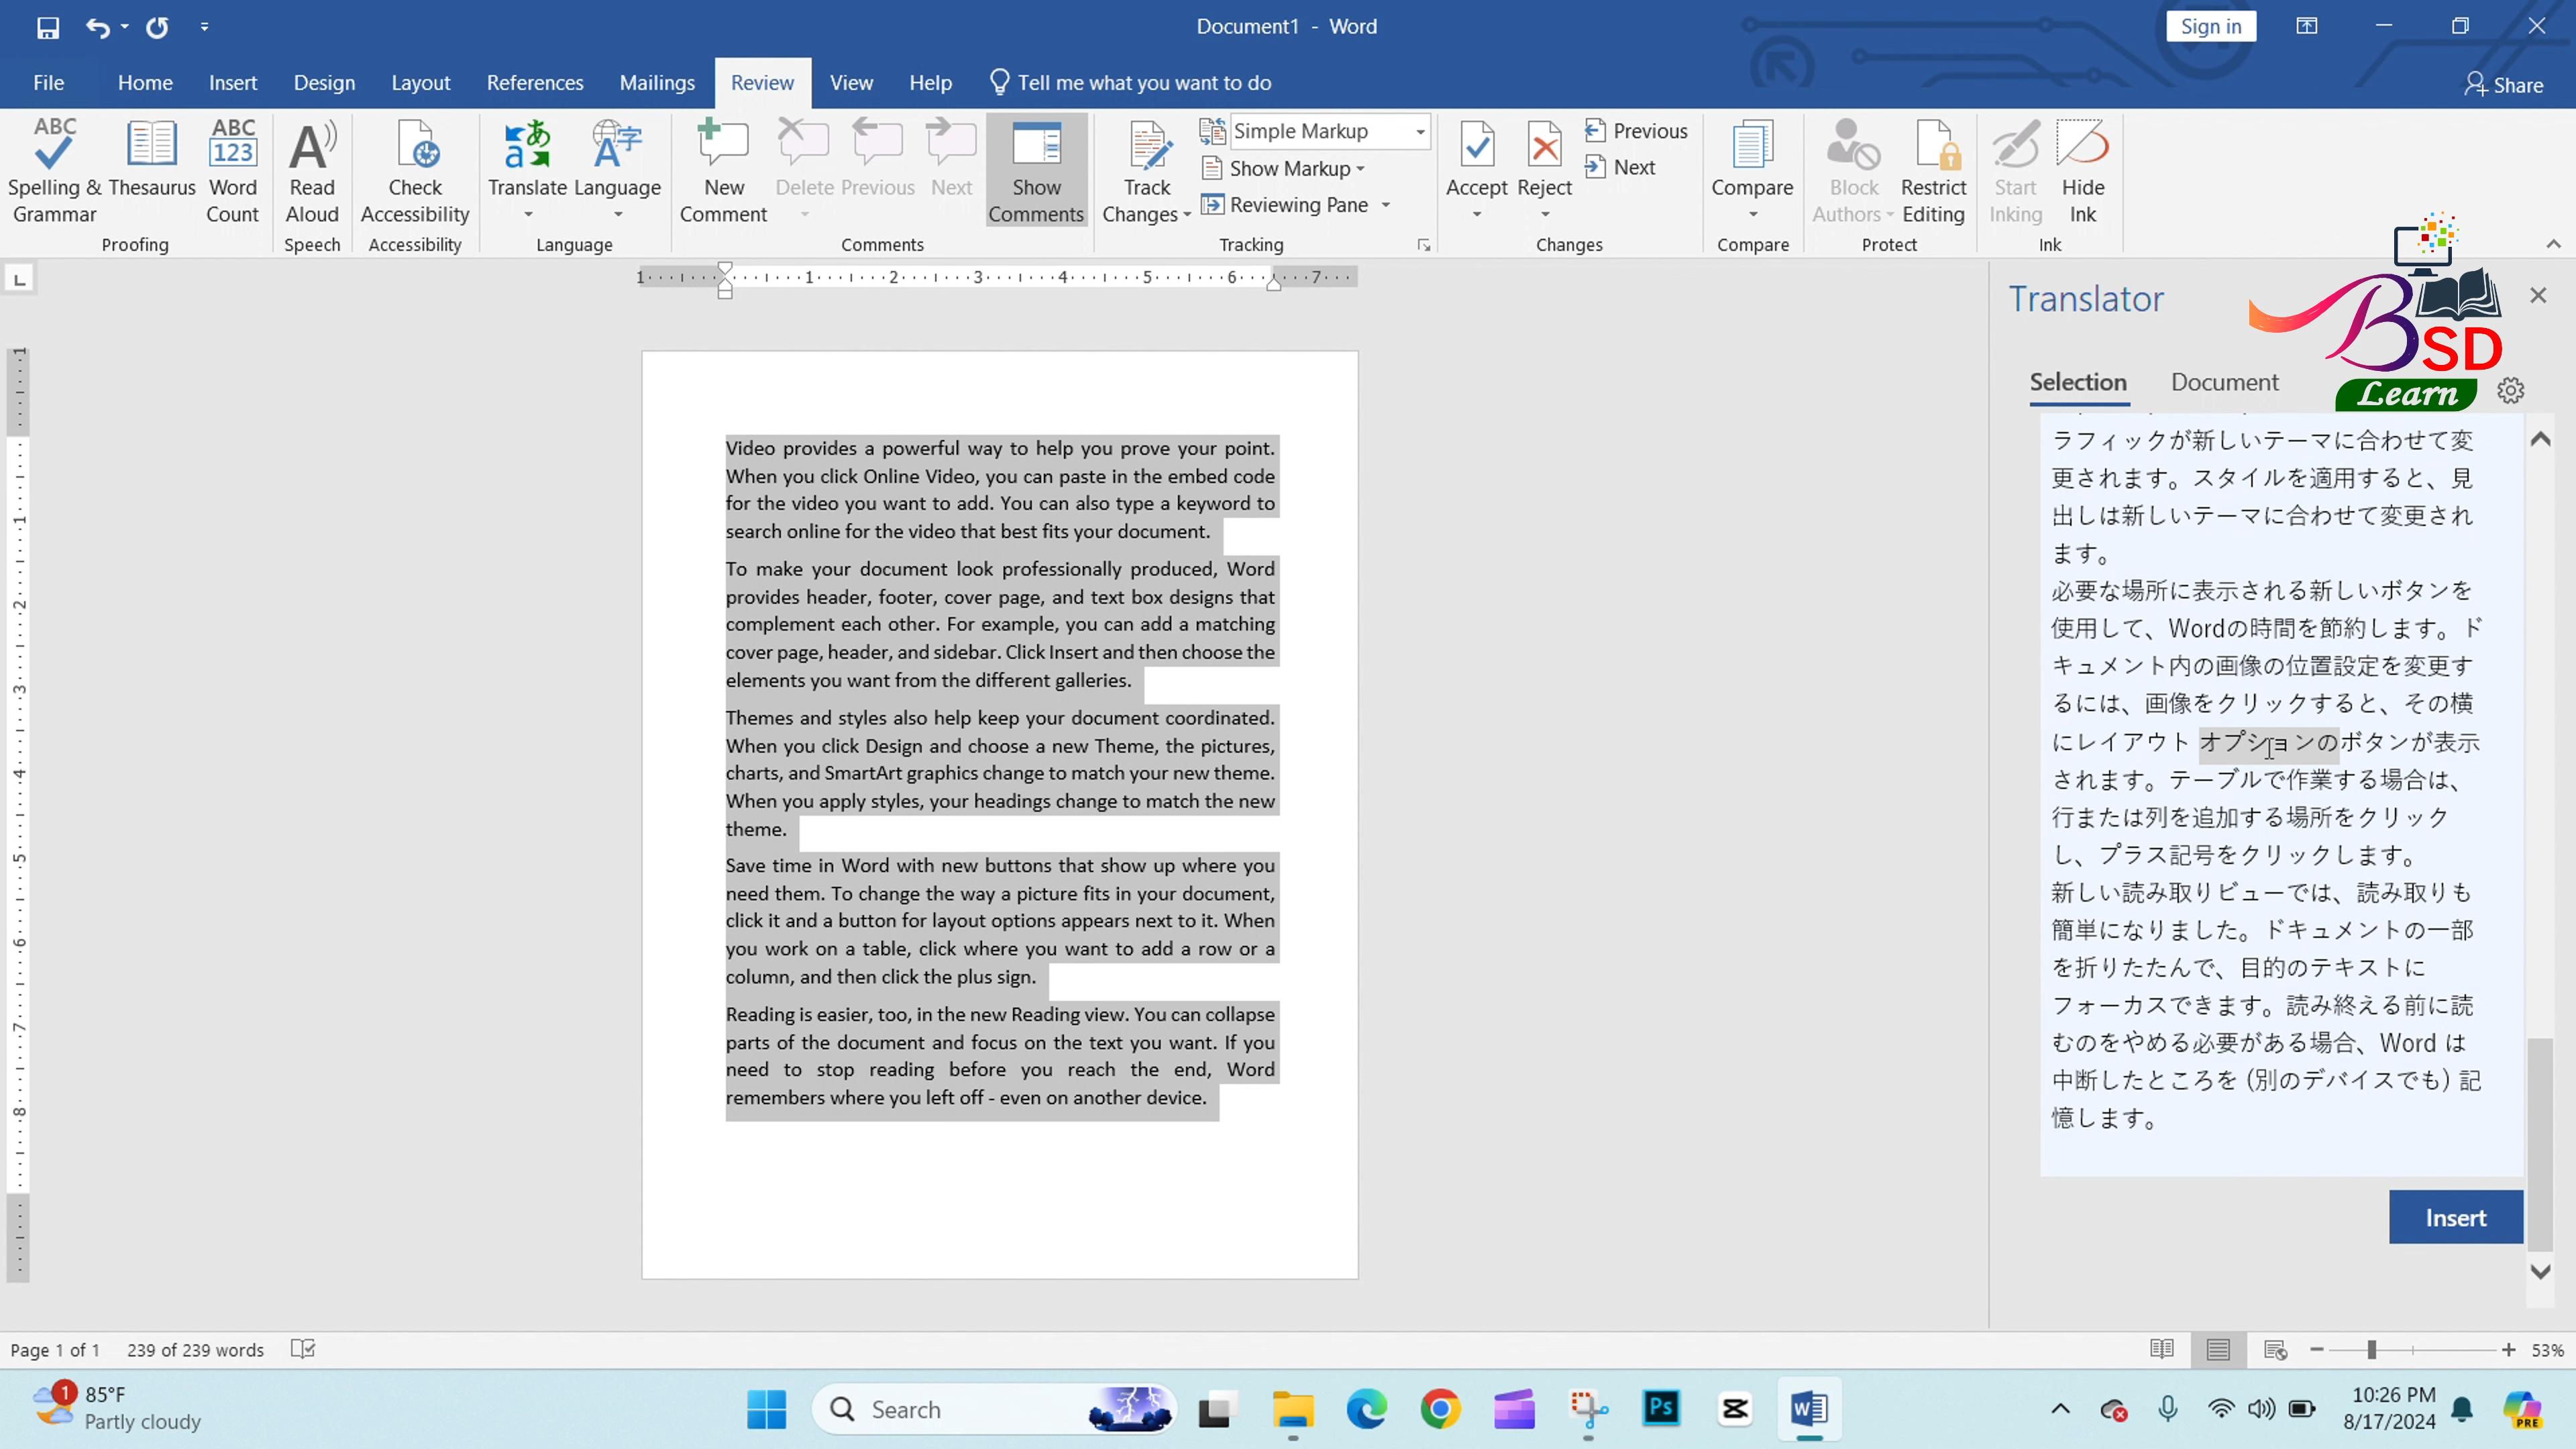 Document1 - Word
Sign in
File Home Insert Design Layout References Mailings Review View Help Tell me what you want to do
Share
ABC
Spelling & Grammar
Thesaurus
ABC
123
Word Count
Proofing
Read Aloud
Speech
Check Accessibility
Accessibility
Translate
Language
Language
New Comment
Delete
Previous
Next
Show Comments
Comments
Track Changes
Simple Markup
Show Markup
Reviewing Pane
Tracking
Accept
Reject
Previous
Next
Changes
Compare
Compare
Block Authors
Restrict Editing
Protect
Start Inking
Hide Ink
Ink
1 1 2 3 4 5 6 7
1
1
2
3
4
5
6
7
8
Video provides a powerful way to help you prove your point.
When you click Online Video, you can paste in the embed code
for the video you want to add. You can also type a keyword to
search online for the video that best fits your document.
To make your document look professionally produced, Word
provides header, footer, cover page, and text box designs that
complement each other. For example, you can add a matching
cover page, header, and sidebar. Click Insert and then choose the
elements you want from the different galleries.
Themes and styles also help keep your document coordinated.
When you click Design and choose a new Theme, the pictures,
charts, and SmartArt graphics change to match your new theme.
When you apply styles, your headings change to match the new
theme.
Save time in Word with new buttons that show up where you
need them. To change the way a picture fits in your document,
click it and a button for layout options appears next to it. When
you work on a table, click where you want to add a row or a
column, and then click the plus sign.
Reading is easier, too, in the new Reading view. You can collapse
parts of the document and focus on the text you want. If you
need to stop reading before you reach the end, Word
remembers where you left off - even on another device.
Translator
BSD
Learn
Selection Document
ラフィックが新しいテーマに合わせて変
更されます。スタイルを適用すると、見
出しは新しいテーマに合わせて変更され
ます。
必要な場所に表示される新しいボタンを
使用して、Wordの時間を節約します。ド
キュメント内の画像の位置設定を変更す
るには、画像をクリックすると、その横
にレイアウト オプションのボタンが表示
されます。テーブルで作業する場合は、
行または列を追加する場所をクリック
し、プラス記号をクリックします。
新しい読み取りビューでは、読み取りも
簡単になりました。ドキュメントの一部
を折りたたんで、目的のテキストに
フォーカスできます。読み終える前に読
むのをやめる必要がある場合、Word は
中断したところを (別のデバイスでも) 記
憶します。
Insert
Page 1 of 1 239 of 239 words
53%
1
85°F
Partly cloudy
Search
Ps
W
10:26 PM
8/17/2024
PRE